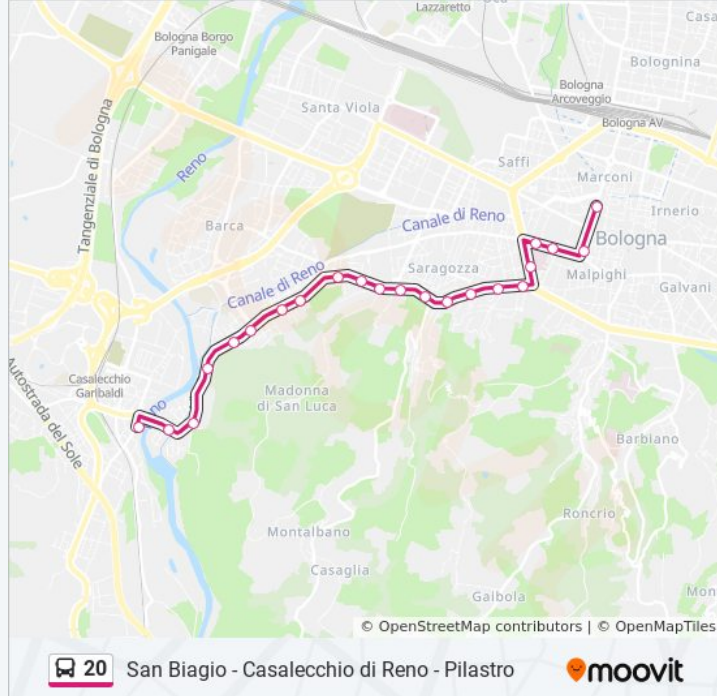 Lazzaretto
Casa
Bologna Borgo
Panigale
Bolognina
Bologna
Arcoveggio
Santa Viola
Bologna AV
Tangenziale di Bologna
Reno
Saffi
Marconi
Irnerio
Barca
Canale di Reno
Bologna
Canale di Reno
Saragozza
Malpighi
Galvani
Autostrada del Sole
Casalecchio
Garibaldi
Madonna
di San Luca
no
Barbiano
Roncrio
Montalbano
Casaglia
Gaibola
Mon
© OpenStreetMap contributors | © OpenMapTiles
20 San Biagio - Casalecchio di Reno - Pilastro moovit